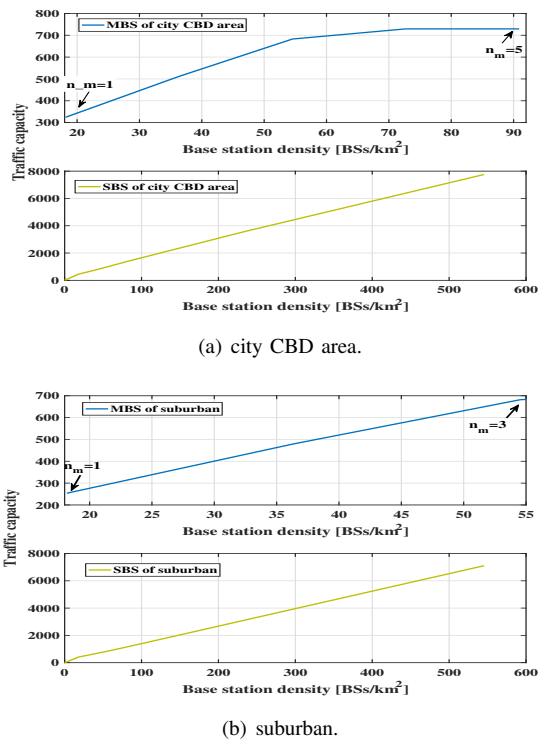 800
700
600
500
400
300
MBS of city CBD area
n_m=1
n_m=5
20 30 40 50 60 70 80 90
Base station density [BSs/km²]
Traffic capacity
8000
6000
4000
2000
0
SBS of city CBD area
0 100 200 300 400 500 600
Base station density [BSs/km²]
(a) city CBD area.
700
600
500
400
300
200
MBS of suburban
n_m=1
n_m=3
20 25 30 35 40 45 50 55
Base station density [BSs/km²]
Traffic capacity
8000
6000
4000
2000
0
SBS of suburban
0 100 200 300 400 500 600
Base station density [BSs/km²]
(b) suburban.